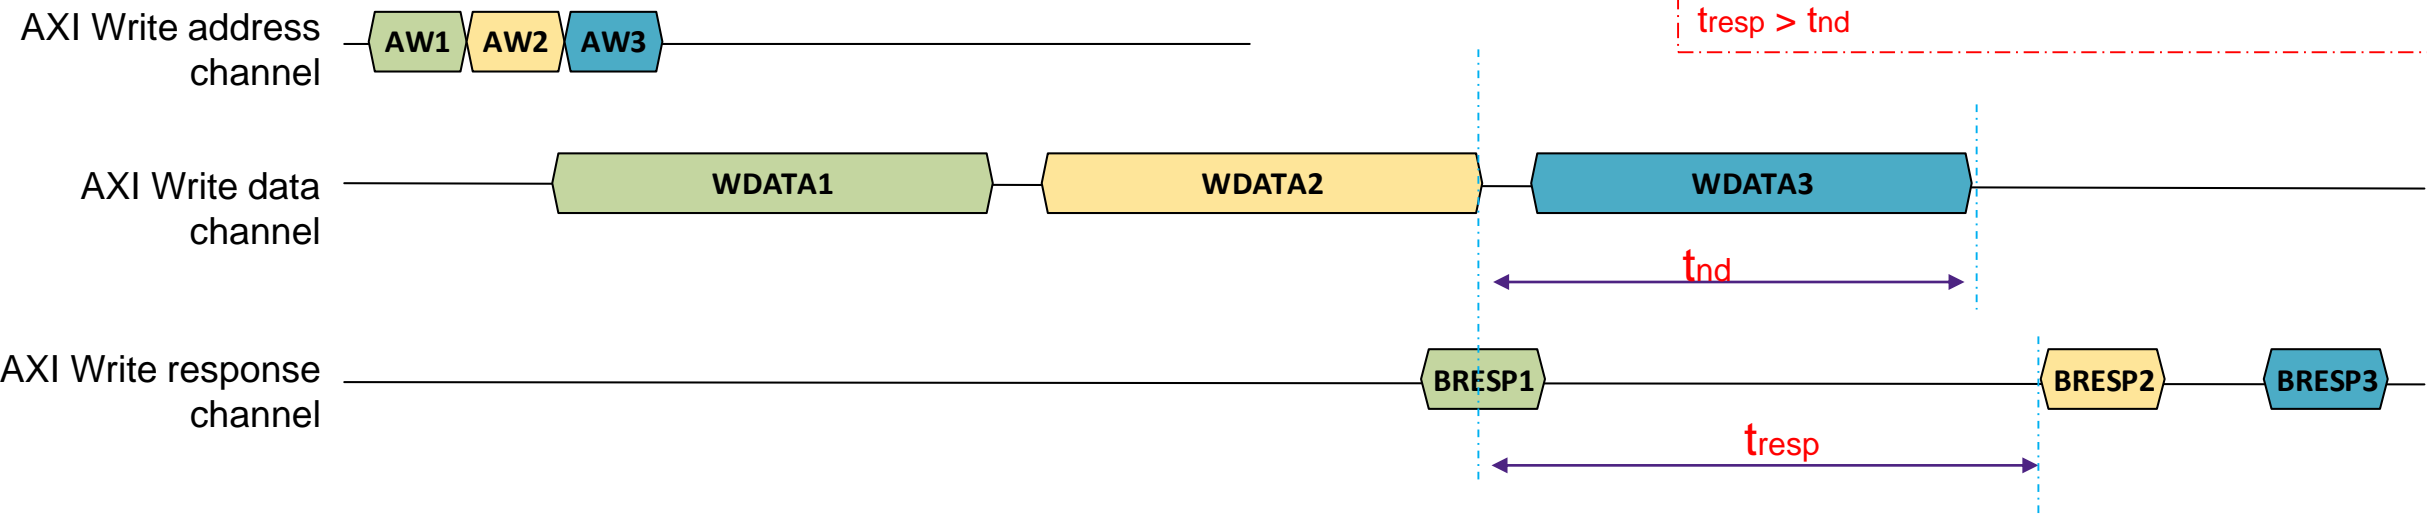 AXI Write address
channel
AW1 AW2 AW3
tresp > tnd
AXI Write data
channel
WDATA1 WDATA2 WDATA3
tnd
AXI Write response
channel
BRESP1 BRESP2 BRESP3
tresp